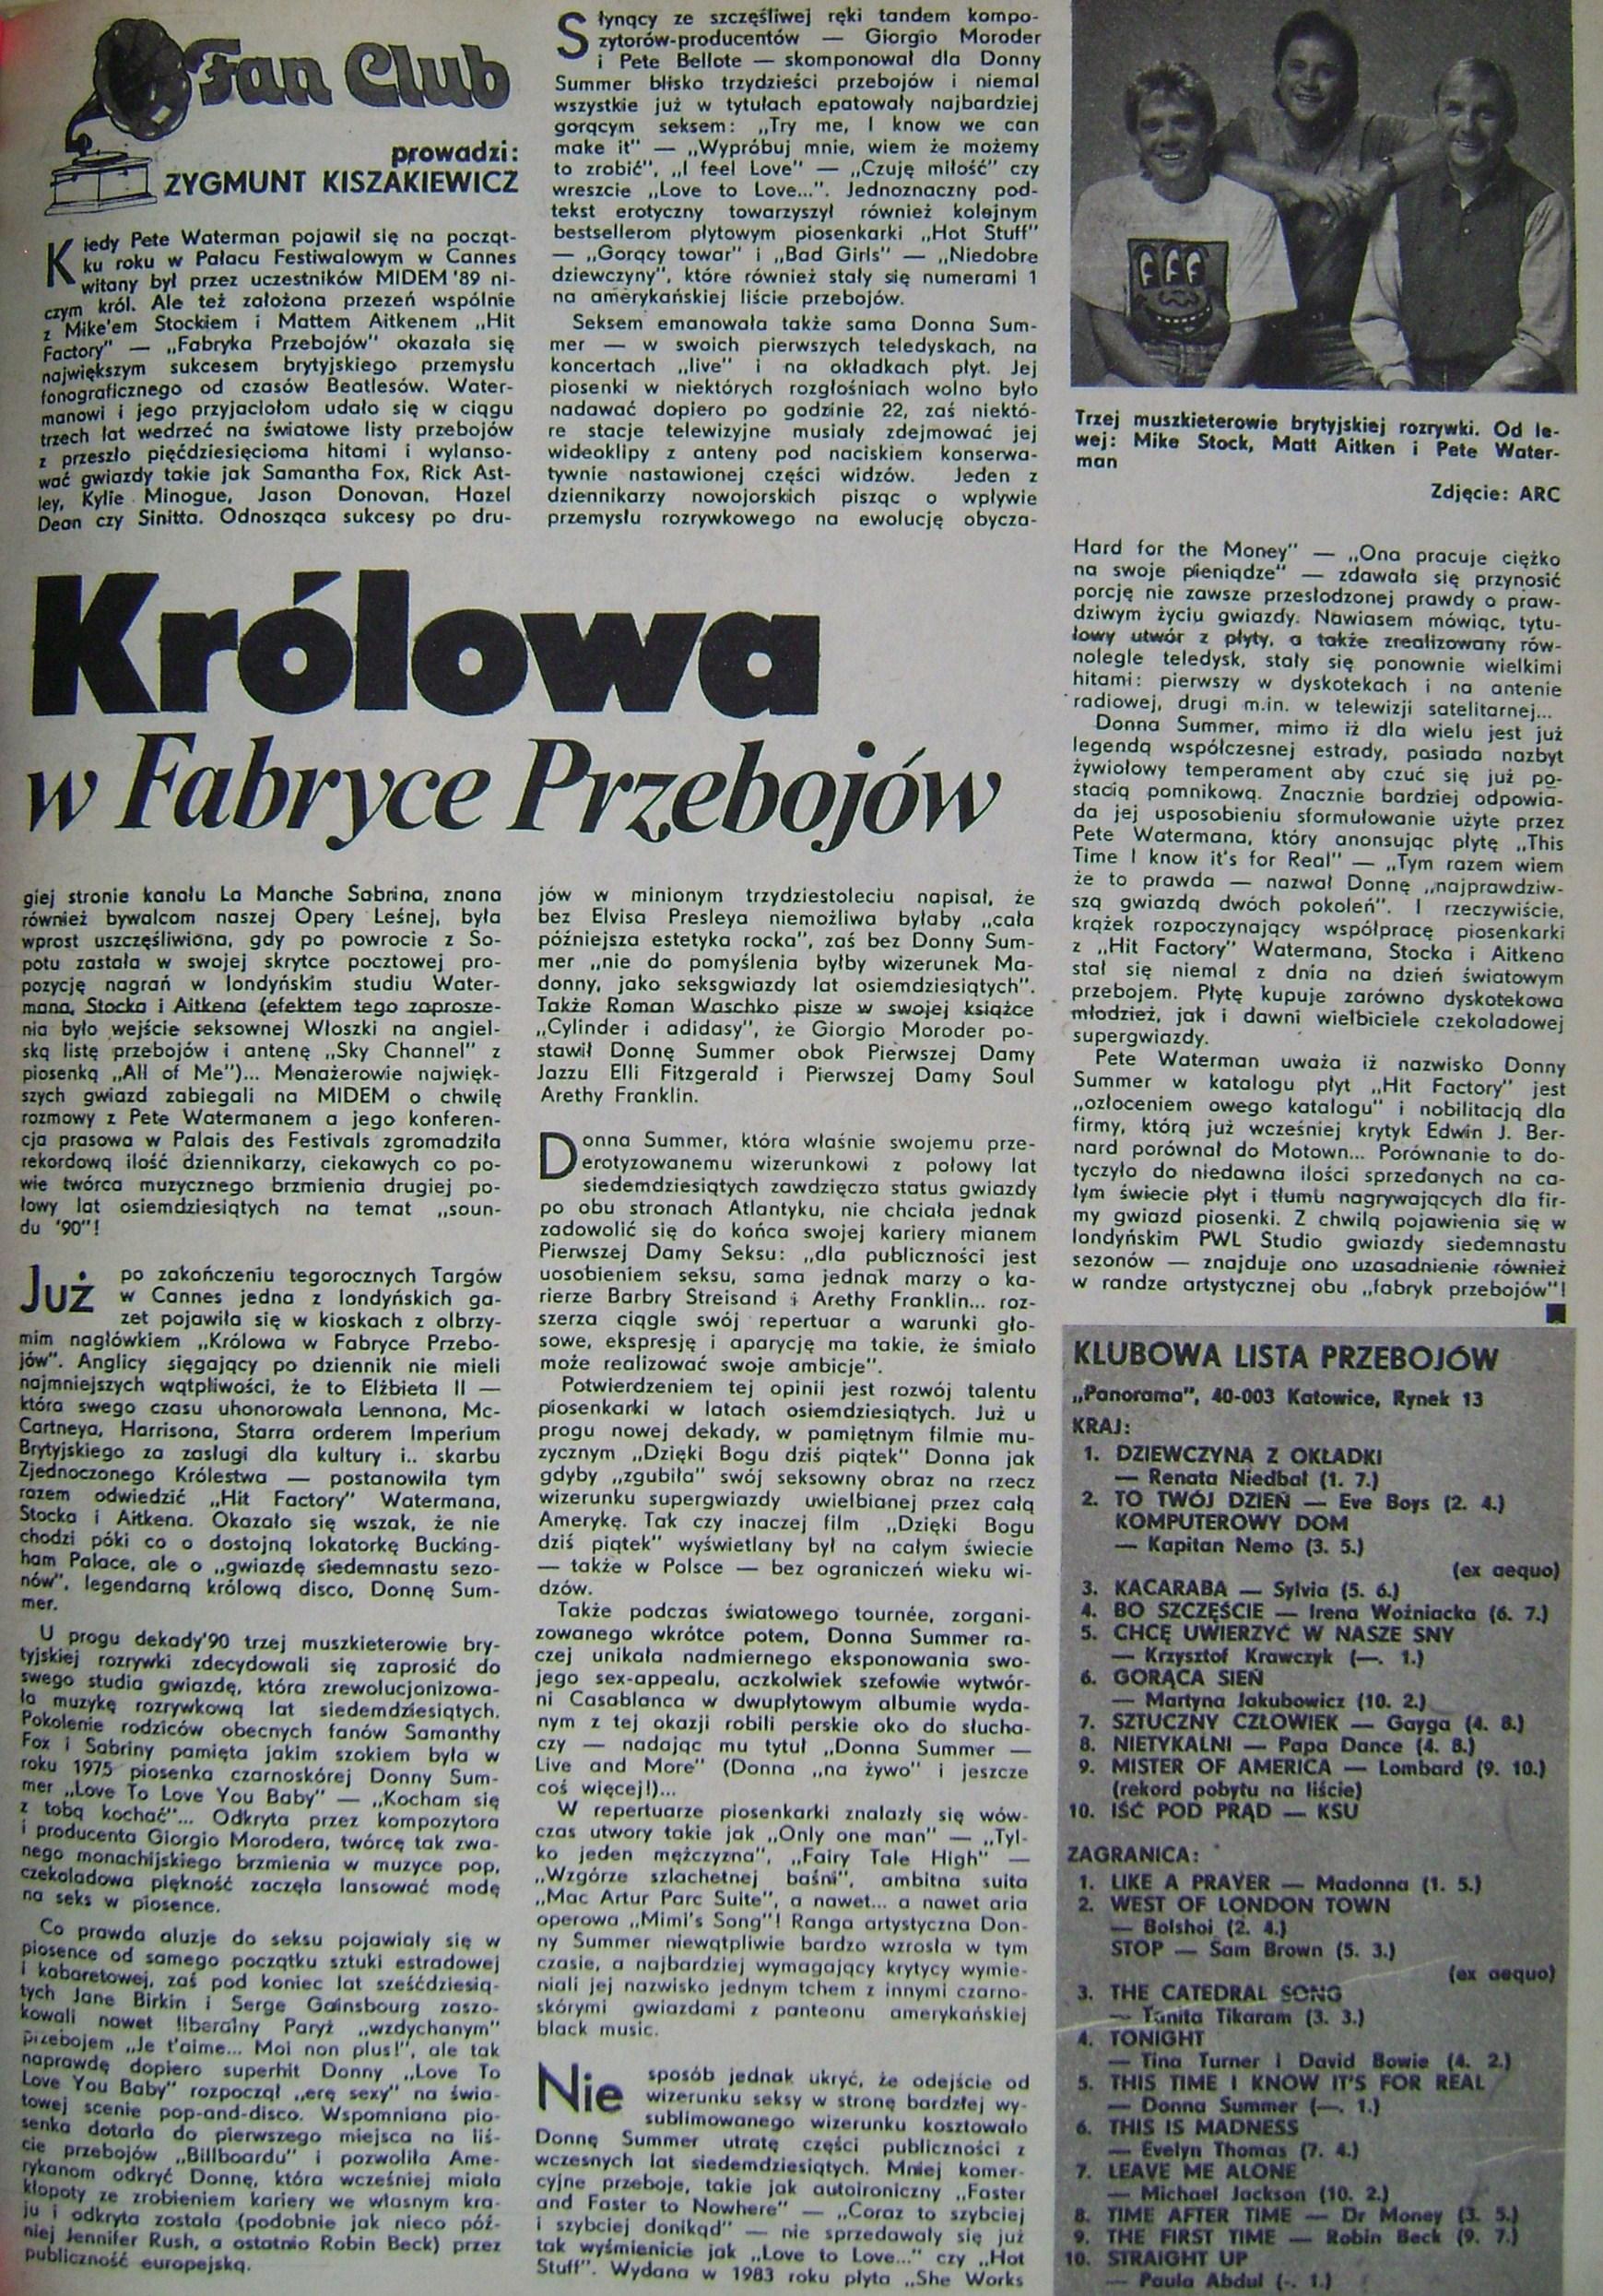 Fan Club
prowadzi:
ZYGMUNT KISZAKIEWICZ
Kiedy Pete Waterman pojawił się na począt-
ku roku w Pałacu Festiwalowym w Cannes
witany był przez uczestników MIDEM '89 ni-
czym król. Ale też założona przezeń wspólnie
z Mike'em Stockiem i Mattem Aitkenem „Hit
Factory" — „Fabryka Przebojów" okazała się
największym sukcesem brytyjskiego przemysłu
fonograficznego od czasów Beatlesów. Water-
manowi i jego przyjaciołom udało się w ciągu
trzech lat wedrzeć na światowe listy przebojów
z przeszło pięćdziesięcioma hitami i wylanso-
wać gwiazdy takie jak Samantha Fox, Rick Ast-
ley, Kylie Minogue, Jason Donovan, Hazel
Dean czy Sinitta. Odnosząca sukcesy po dru-
Królowa
w Fabryce Przebojów
giej stronie kanału La Manche Sabrina, znana
również bywalcom naszej Opery Leśnej, była
wprost uszczęśliwiona, gdy po powrocie z So-
potu zastała w swojej skrytce pocztowej pro-
pozycję nagrań w londyńskim studiu Water-
mana, Stocka i Aitkena (efektem tego zaprosze-
nia było wejście seksownej Włoszki na angiel-
ską listę przebojów i antenę „Sky Channel" z
piosenką „All of Me")... Menażerowie najwięk-
szych gwiazd zabiegali na MIDEM o chwilę
rozmowy z Pete Watermanem a jego konferen-
cja prasowa w Palais des Festivals zgromadziła
rekordową ilość dziennikarzy, ciekawych co po-
wie twórca muzycznego brzmienia drugiej po-
łowy lat osiemdziesiątych na temat „soun-
du '90"!
Już po zakończeniu tegorocznych Targów
w Cannes jedna z londyńskich ga-
zet pojawiła się w kioskach z olbrzy-
mim nagłówkiem „Królowa w Fabryce Przebo-
jów". Anglicy sięgający po dziennik nie mieli
najmniejszych wątpliwości, że to Elżbieta II —
która swego czasu uhonorowała Lennona, Mc-
Cartneya, Harrisona, Starra orderem Imperium
Brytyjskiego za zasługi dla kultury i.. skarbu
Zjednoczonego Królestwa — postanowiła tym
razem odwiedzić „Hit Factory" Watermana,
Stocka i Aitkena. Okazało się wszak, że nie
chodzi póki co o dostojną lokatorkę Bucking-
ham Palace, ale o „gwiazdę siedemnastu sezo-
nów", legendarną królową disco, Donnę Sum-
mer.
U progu dekady'90 trzej muszkieterowie bry-
tyjskiej rozrywki zdecydowali się zaprosić do
swego studia gwiazdę, która zrewolucjonizowa-
ła muzykę rozrywkową lat siedemdziesiątych.
Pokolenie rodziców obecnych fanów Samanthy
Fox i Sabriny pamięta jakim szokiem była w
roku 1975 piosenka czarnoskórej Donny Sum-
mer „Love To Love You Baby" — „Kocham się
z tobą kochać"... Odkryta przez kompozytora
i producenta Giorgio Morodera, twórcę tak zwa-
nego monachijskiego brzmienia w muzyce pop,
czekoladowa piękność zaczęła lansować modę
na seks w piosence.
Co prawda aluzje do seksu pojawiały się w
piosence od samego początku sztuki estradowej
i kabaretowej, zaś pod koniec lat sześćdziesią-
tych Jane Birkin i Serge Gainsbourg zaszo-
kowali nawet liberalny Paryż „wzdychanym"
przebojem „Je t'aime... Moi non plus!", ale tak
naprawdę dopiero superhit Donny „Love To
Love You Baby" rozpoczął „erę sexy" na świa-
towej scenie pop-and-disco. Wspomniana pio-
senka dotarła do pierwszego miejsca na liś-
cie przebojów „Billboardu" i pozwoliła Ame-
rykanom odkryć Donnę, która wcześniej miała
kłopoty ze zrobieniem kariery we własnym kra-
ju i odkryta została (podobnie jak nieco póź-
niej Jennifer Rush, a ostatnio Robin Beck) przez
publiczność europejską.
Słynący ze szczęśliwej ręki tandem kompo-
zytorów-producentów — Giorgio Moroder
i Pete Bellote — skomponował dla Donny
Summer blisko trzydzieści przebojów i niemal
wszystkie już w tytułach epatowały najbardziej
gorącym seksem: „Try me, I know we can
make it" — „Wypróbuj mnie, wiem że możemy
to zrobić", „I feel Love" — „Czuję miłość" czy
wreszcie „Love to Love...". Jednoznaczny pod-
tekst erotyczny towarzyszył również kolejnym
bestsellerom płytowym piosenkarki „Hot Stuff"
— „Gorący towar" i „Bad Girls" — „Niedobre
dziewczyny", które również stały się numerami 1
na amerykańskiej liście przebojów.
Seksem emanowała także sama Donna Sum-
mer — w swoich pierwszych teledyskach, na
koncertach „live" i na okładkach płyt. Jej
piosenki w niektórych rozgłośniach wolno było
nadawać dopiero po godzinie 22, zaś niektó-
re stacje telewizyjne musiały zdejmować jej
wideoklipy z anteny pod naciskiem konserwa-
tywnie nastawionej części widzów. Jeden z
dziennikarzy nowojorskich pisząc o wpływie
przemysłu rozrywkowego na ewolucję obycza-
jów w minionym trzydziestoleciu napisał, że
bez Elvisa Presleya niemożliwa byłaby „cała
późniejsza estetyka rocka", zaś bez Donny Sum-
mer „nie do pomyślenia byłby wizerunek Ma-
donny, jako seksgwiazdy lat osiemdziesiątych".
Także Roman Waschko pisze w swojej książce
„Cylinder i adidasy", że Giorgio Moroder po-
stawił Donnę Summer obok Pierwszej Damy
Jazzu Elli Fitzgerald i Pierwszej Damy Soul
Arethy Franklin.
Donna Summer, która właśnie swojemu prze-
erotyzowanemu wizerunkowi z połowy lat
siedemdziesiątych zawdzięcza status gwiazdy
po obu stronach Atlantyku, nie chciała jednak
zadowolić się do końca swojej kariery mianem
Pierwszej Damy Seksu: „dla publiczności jest
uosobieniem seksu, sama jednak marzy o ka-
rierze Barbry Streisand i Arethy Franklin... roz-
szerza ciągle swój repertuar a warunki gło-
sowe, ekspresję i aparycję ma takie, że śmiało
może realizować swoje ambicje".
Potwierdzeniem tej opinii jest rozwój talentu
piosenkarki w latach osiemdziesiątych. Już u
progu nowej dekady, w pamiętnym filmie mu-
zycznym „Dzięki Bogu dziś piątek" Donna jak
gdyby „zgubiła" swój seksowny obraz na rzecz
wizerunku supergwiazdy uwielbianej przez całą
Amerykę. Tak czy inaczej film „Dzięki Bogu
dziś piątek" wyświetlany był na całym świecie
— także w Polsce — bez ograniczeń wieku wi-
dzów.
Także podczas światowego tournée, zorgani-
zowanego wkrótce potem, Donna Summer ra-
czej unikała nadmiernego eksponowania swo-
jego sex-appealu, aczkolwiek szefowie wytwór-
ni Casablanca w dwupłytowym albumie wyda-
nym z tej okazji robili perskie oko do słucha-
czy — nadając mu tytuł „Donna Summer —
Live and More" (Donna „na żywo" i jeszcze
coś więcej!)...
W repertuarze piosenkarki znalazły się wów-
czas utwory takie jak „Only one man" — „Tyl-
ko jeden mężczyzna", „Fairy Tale High" —
„Wzgórze szlachetnej baśni", ambitna suita
„Mac Artur Parc Suite", a nawet... a nawet aria
operowa „Mimi's Song"! Ranga artystyczna Don-
ny Summer niewątpliwie bardzo wzrosła w tym
czasie, a najbardziej wymagający krytycy wymie-
niali jej nazwisko jednym tchem z innymi czarno-
skórymi gwiazdami z panteonu amerykańskiej
black music.
Nie sposób jednak ukryć, że odejście od
wizerunku seksy w stronę bardziej wy-
sublimowanego wizerunku kosztowało
Donnę Summer utratę części publiczności z
wczesnych lat siedemdziesiątych. Mniej komer-
cyjne przeboje, takie jak autoironiczny „Faster
and Faster to Nowhere" — „Coraz to szybciej
i szybciej donikąd" — nie sprzedawały się już
tak wyśmienicie jak „Love to Love..." czy „Hot
Stuff". Wydana w 1983 roku płyta „She Works
Trzej muszkieterowie brytyjskiej rozrywki. Od le-
wej: Mike Stock, Matt Aitken i Pete Water-
man
Zdjęcie: ARC
Hard for the Money" — „Ona pracuje ciężko
na swoje pieniądze" — zdawała się przynosić
porcję nie zawsze przesłodzonej prawdy o praw-
dziwym życiu gwiazdy. Nawiasem mówiąc, tytu-
łowy utwór z płyty, a także zrealizowany rów-
nolegle teledysk, stały się ponownie wielkimi
hitami: pierwszy w dyskotekach i na antenie
radiowej, drugi m.in. w telewizji satelitarnej...
Donna Summer, mimo iż dla wielu jest już
legendą współczesnej estrady, posiada nazbyt
żywiołowy temperament aby czuć się już po-
stacią pomnikową. Znacznie bardziej odpowia-
da jej usposobieniu sformułowanie użyte przez
Pete Watermana, który anonsując płytę „This
Time I know it's for Real" — „Tym razem wiem
że to prawda — nazwał Donnę „najprawdziw-
szą gwiazdą dwóch pokoleń". I rzeczywiście,
krążek rozpoczynający współpracę piosenkarki
z „Hit Factory" Watermana, Stocka i Aitkena
stał się niemal z dnia na dzień światowym
przebojem. Płytę kupuje zarówno dyskotekowa
młodzież, jak i dawni wielbiciele czekoladowej
supergwiazdy.
Pete Waterman uważa iż nazwisko Donny
Summer w katalogu płyt „Hit Factory" jest
„ozłoceniem owego katalogu" i nobilitacją dla
firmy, którą już wcześniej krytyk Edwin J. Ber-
nard porównał do Motown... Porównanie to do-
tyczyło do niedawna ilości sprzedanych na ca-
łym świecie płyt i tłumu nagrywających dla fir-
my gwiazd piosenki. Z chwilą pojawienia się w
londyńskim PWL Studio gwiazdy siedemnastu
sezonów — znajduje ono uzasadnienie również
w randze artystycznej obu „fabryk przebojów"!
KLUBOWA LISTA PRZEBOJÓW
„Panorama", 40-003 Katowice, Rynek 13
KRAJ:
1. DZIEWCZYNA Z OKŁADKI
— Renata Niedbał (1. 7.)
2. TO TWÓJ DZIEŃ — Eve Boys (2. 4.)
KOMPUTEROWY DOM
— Kapitan Nemo (3. 5.)
(ex aequo)
3. KACARABA — Sylvia (5. 6.)
4. BO SZCZĘŚCIE — Irena Woźniacka (6. 7.)
5. CHCĘ UWIERZYĆ W NASZE SNY
— Krzysztof Krawczyk (—. 1.)
6. GORĄCA SIEŃ
— Martyna Jakubowicz (10. 2.)
7. SZTUCZNY CZŁOWIEK — Gayga (4. 8.)
8. NIETYKALNI — Papa Dance (4. 8.)
9. MISTER OF AMERICA — Lombard (9. 10.)
(rekord pobytu na liście)
10. IŚĆ POD PRĄD — KSU
ZAGRANICA:
1. LIKE A PRAYER — Madonna (1. 5.)
2. WEST OF LONDON TOWN
— Bolshoi (2. 4.)
STOP — Sam Brown (5. 3.)
(ex aequo)
3. THE CATEDRAL SONG
— Tanita Tikaram (3. 3.)
4. TONIGHT
— Tina Turner i David Bowie (4. 2.)
5. THIS TIME I KNOW IT'S FOR REAL
— Donna Summer (—. 1.)
6. THIS IS MADNESS
— Evelyn Thomas (7. 4.)
7. LEAVE ME ALONE
— Michael Jackson (10. 2.)
8. TIME AFTER TIME — Dr Money (3. 5.)
9. THE FIRST TIME — Robin Beck (9. 7.)
10. STRAIGHT UP
— Paula Abdul (-. 1.)